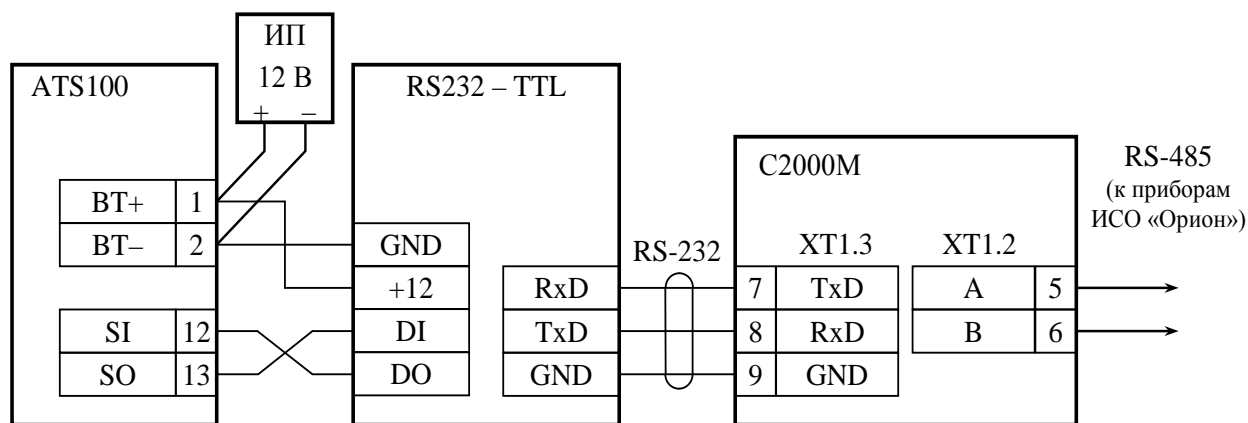 ИП
12 В
+ –
ATS100
BT+ 1
BT– 2
SI 12
SO 13
RS232 – TTL
GND
+12
DI
DO
RxD
TxD
GND
RS-232
С2000М
XT1.3
7 TxD
8 RxD
9 GND
XT1.2
A 5
B 6
RS-485
(к приборам
ИСО «Орион»)